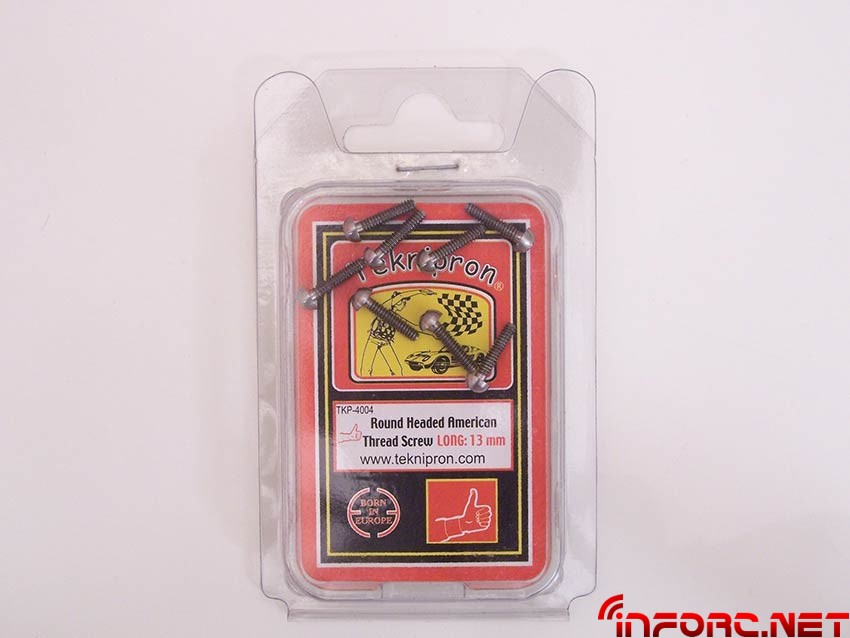 Teknipron
®
TKP-4004
Round Headed American
Thread Screw LONG: 13 mm
www.teknipron.com
BORN
IN
EUROPE
inforc.net